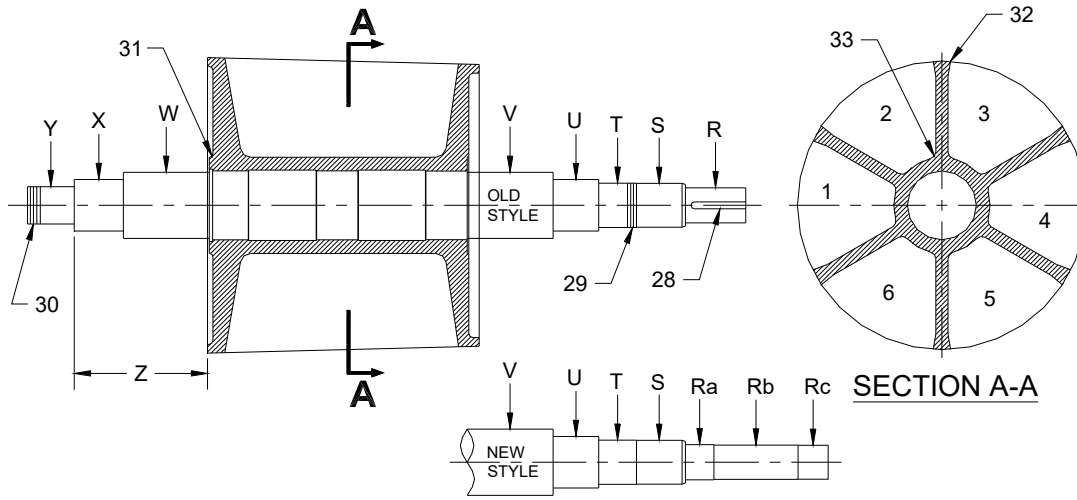 A
31
32
33
2
3
Y
X
W
V
U
T
S
R
OLD
STYLE
1
4
30
29
28
6
5
Z
A
SECTION A-A
V
U
T
S
Ra
Rb
Rc
NEW
STYLE